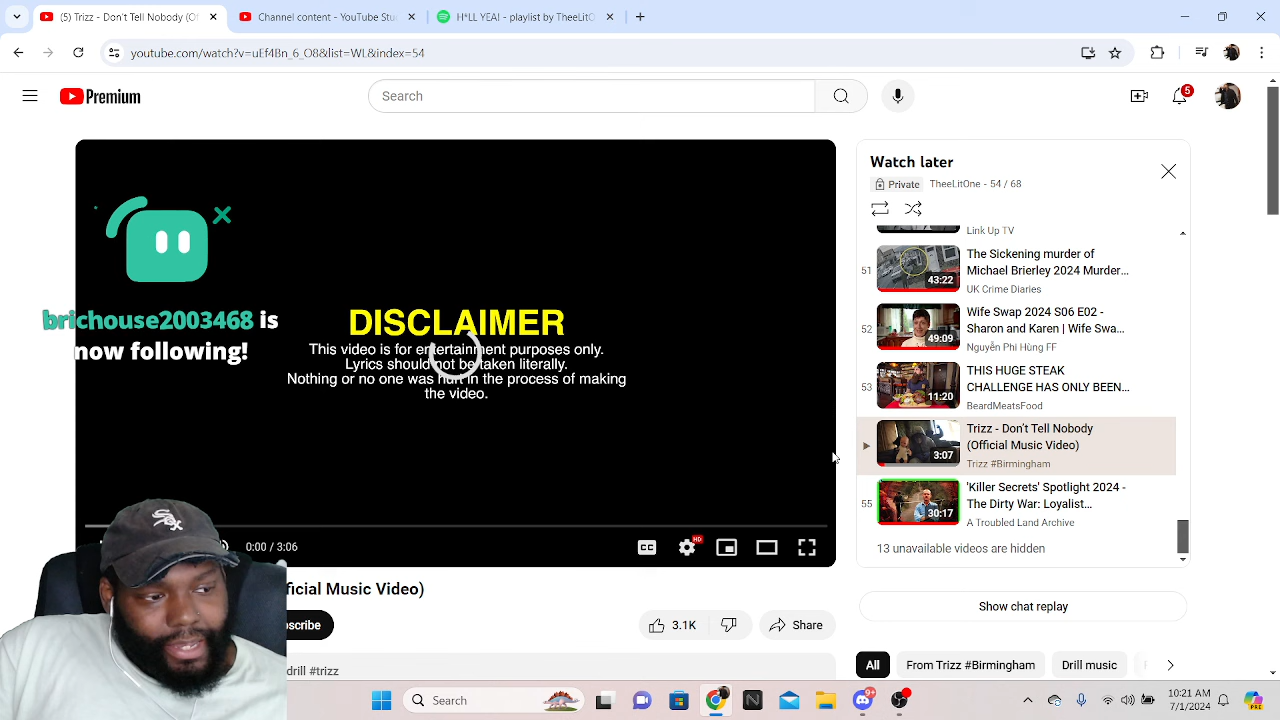 (5) Trizz - Don't Tell Nobody (O
Channel content - YouTube Stu
H*LL T(AI - playlist by TheeLitO
youtube.com/watch?v=uEf4Bn_6_O8&list=WL&index=54
Premium
Search
5
DISCLAIMER
This video is for entertainment purposes only.
Lyrics should not be taken literally.
Nothing or no one was hurt in the process of making
the video.
brichouse2003468 is
now following!
0:00 / 3:06
CC
HD
ficial Music Video)
scribe
3.1K
Share
drill #trizz
Watch later
Private
TheeLitOne - 54 / 68
Link Up TV
51
43:22
The Sickening murder of
Michael Brierley 2024 Murder...
UK Crime Diaries
52
49:09
Wife Swap 2024 S06 E02 -
Sharon and Karen | Wife Swa...
Nguyễn Phi Hùng FF
53
11:20
THIS HUGE STEAK
CHALLENGE HAS ONLY BEEN...
BeardMeatsFood
3:07
Trizz - Don't Tell Nobody
(Official Music Video)
Trizz #Birmingham
55
30:17
'Killer Secrets' Spotlight 2024 -
The Dirty War: Loyalist...
A Troubled Land Archive
13 unavailable videos are hidden
Show chat replay
All
From Trizz #Birmingham
Drill music
Search
9+
10:21 AM